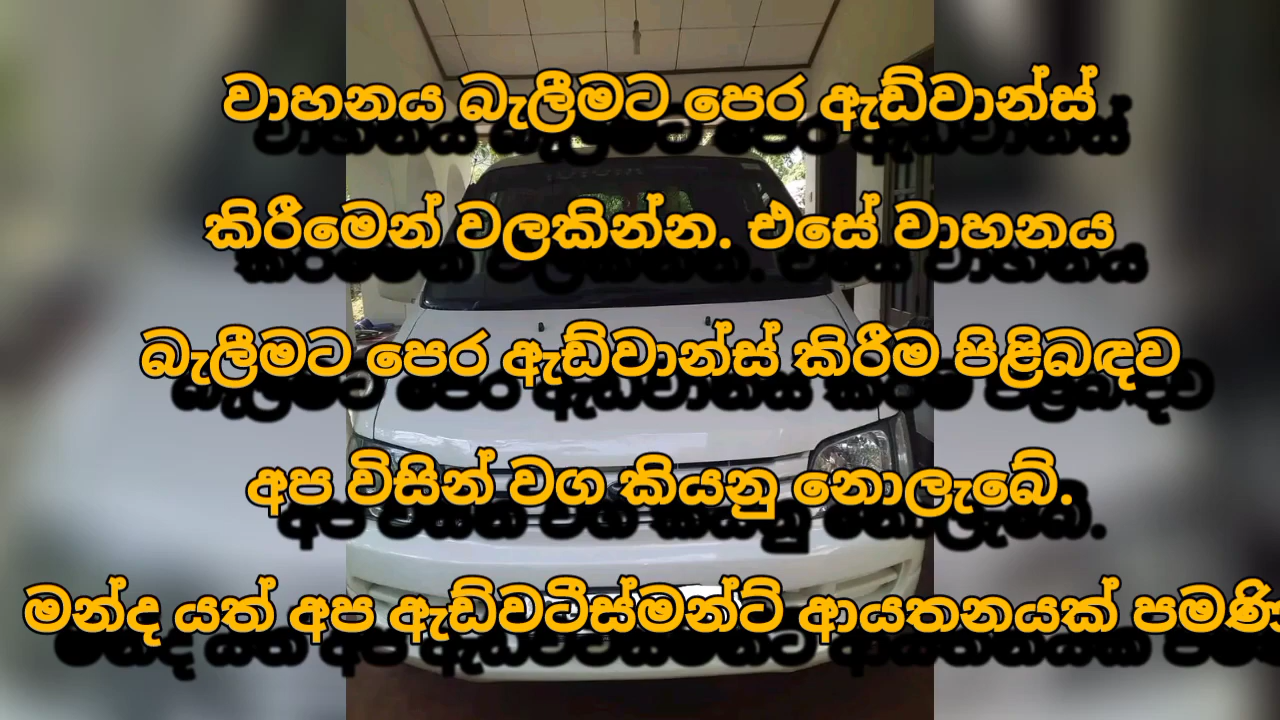 වාහනය බැලීමට පෙර ඇඩ්වාන්ස්
කිරීමෙන් වලකින්න. එසේ වාහනය
බැලීමට පෙර ඇඩ්වාන්ස් කිරීම පිළිබඳව
අප විසින් වග කියනු නොලැබේ.
මන්ද යත් අප ඇඩ්වටීස්මන්ට් ආයතනයක් පමණි
TOYOTA